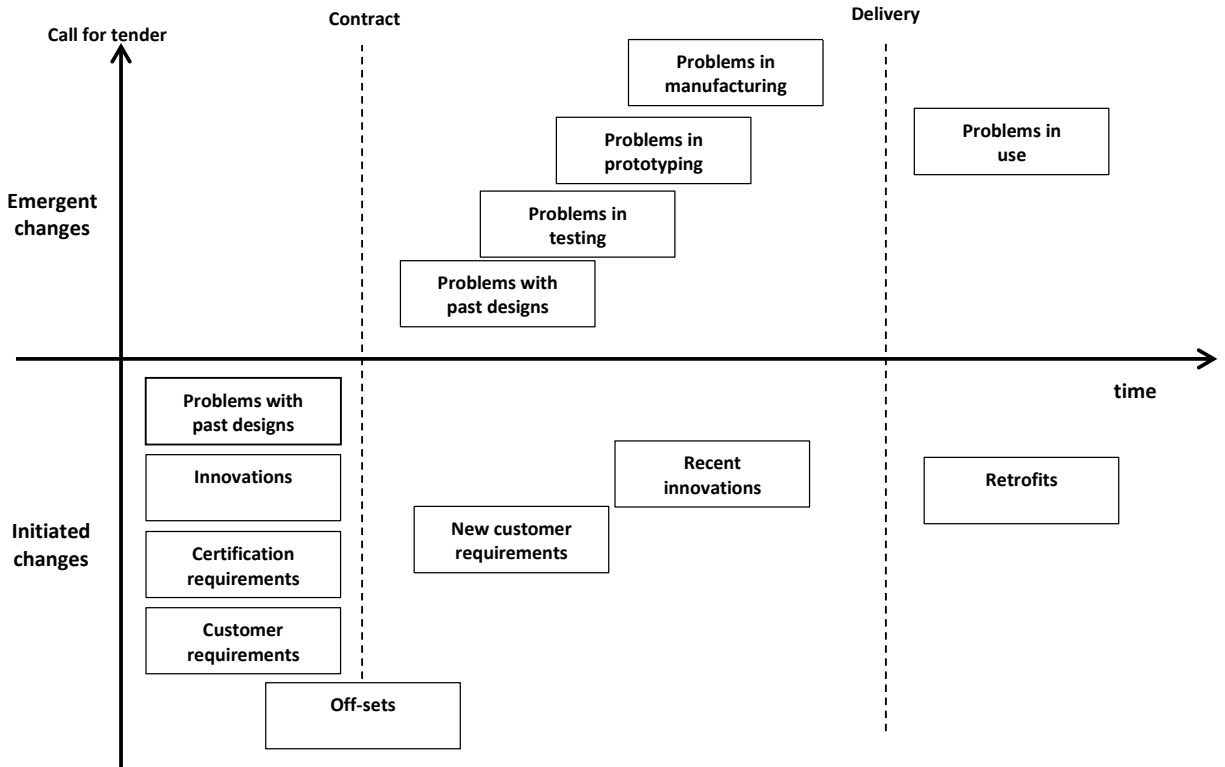 Contract
Delivery
Call for tender
Problems in
manufacturing
Problems in
use
Problems in
prototyping
Emergent
changes
Problems in
testing
Problems with
past designs
time
Problems with
past designs
Innovations
Recent
innovations
Retrofits
Initiated
changes
New customer
requirements
Certification
requirements
Customer
requirements
Off-sets